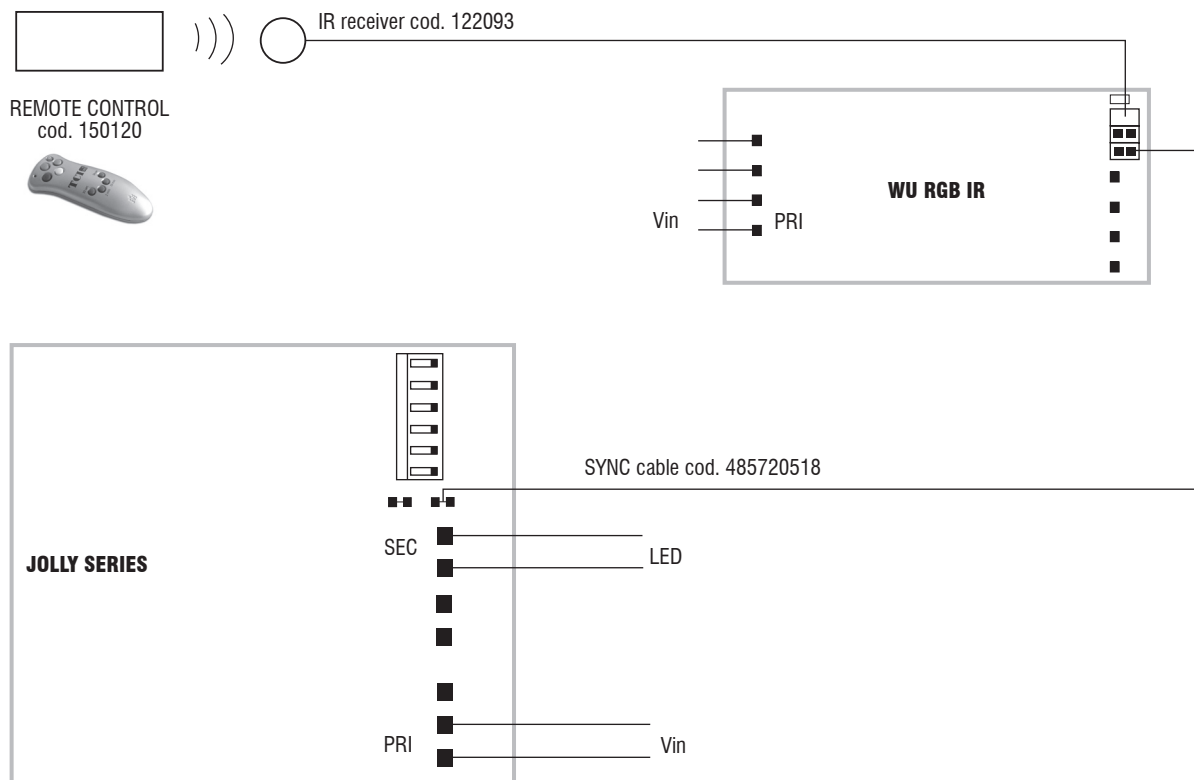 IR receiver cod. 122093
REMOTE CONTROL
cod. 150120
TCI
WU RGB IR
Vin
PRI
SYNC cable cod. 485720518
SEC
LED
JOLLY SERIES
PRI
Vin